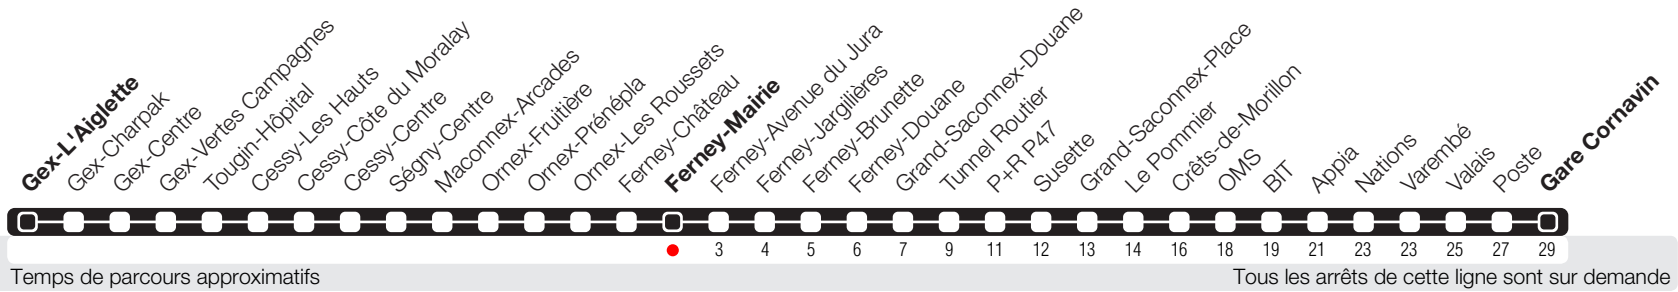 Gex-L'Aiglette
Gex-Charpak
Gex-Centre
Gex-Vertes Campagnes
Tougin-Hôpital
Cessy-Les Hauts
Cessy-Côte du Moralay
Cessy-Centre
Ségny-Centre
Maconnex-Arcades
Ornex-Fruitière
Ornex-Prénépla
Ornex-Les Roussets
Ferney-Château
Ferney-Mairie
Ferney-Avenue du Jura
Ferney-Jargilières
Ferney-Brunette
Ferney-Douane
Grand-Saconnex-Douane
Tunnel Routier
P+R P47
Susette
Grand-Saconnex-Place
Le Pommier
Crêts-de-Morillon
OMS
BIT
Appia
Nations
Varembé
Valais
Poste
Gare Cornavin
3 4 5 6 7 9 11 12 13 14 16 18 19 21 23 23 25 27 29
Temps de parcours approximatifs
Tous les arrêts de cette ligne sont sur demande